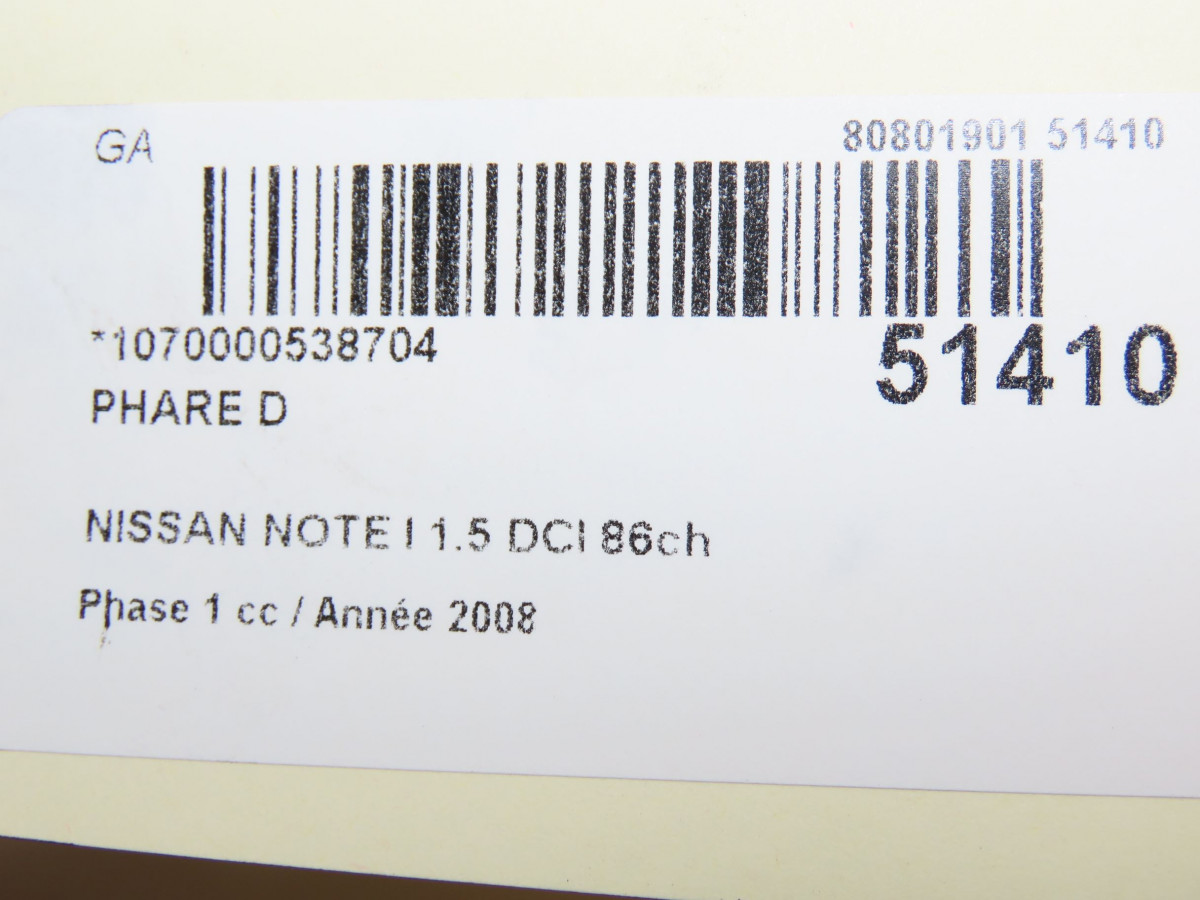 GA
80801901 51410
*1070000538704
51410
PHARE D
NISSAN NOTE I 1.5 DCI 86ch
Phase 1 cc / Année 2008